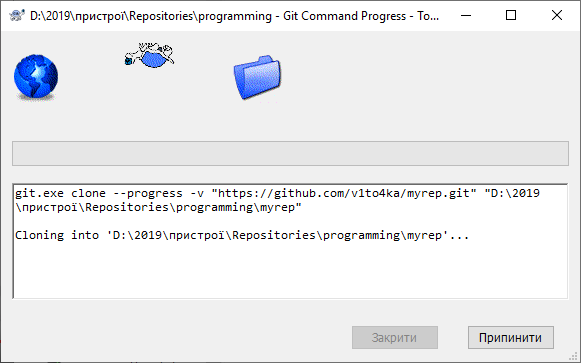 D:\2019\пристрої\Repositories\programming - Git Command Progress - To...
git.exe clone --progress -v "https://github.com/v1to4ka/myrep.git" "D:\2019
\пристрої\Repositories\programming\myrep"
Cloning into 'D:\2019\пристрої\Repositories\programming\myrep'...
Закрити
Припинити